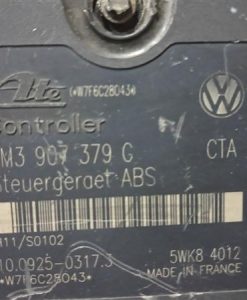 Ate (*W7F6C28043*)
Controller
M3 907 379 G CTA
Steuergeraet ABS
H11/S0102
10.0925-0317.3 5WK8 4012
*W7F6C28043* MADE IN FRANCE